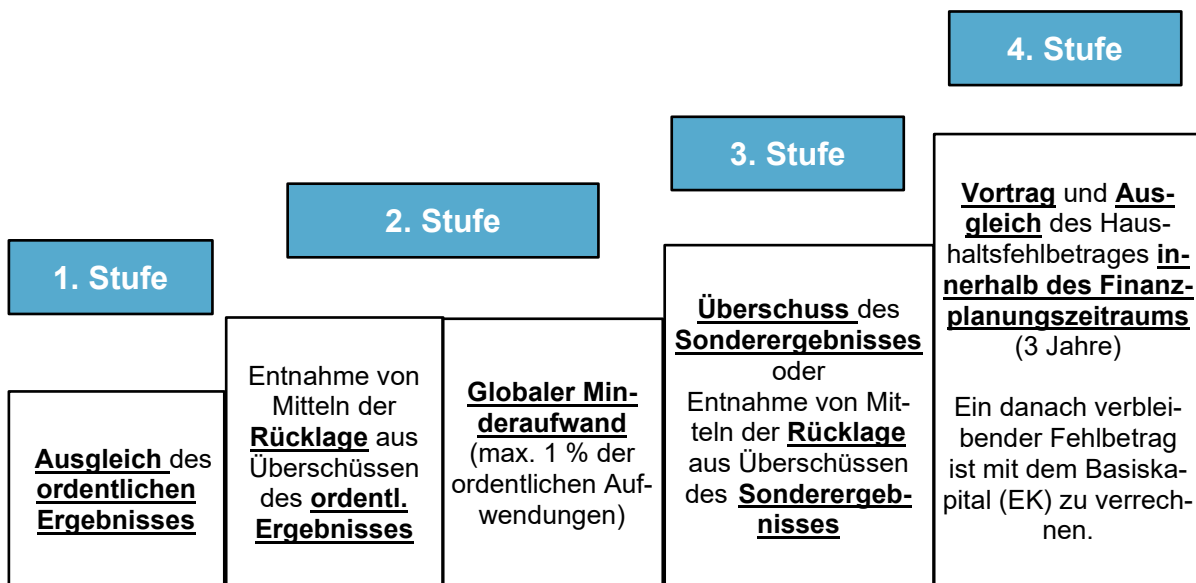 1. Stufe
Ausgleich des
ordentlichen
Ergebnisses
2. Stufe
Entnahme von
Mitteln der
Rücklage aus
Überschüssen
des ordentl.
Ergebnisses
Globaler Min-
deraufwand
(max. 1 % der
ordentlichen Auf-
wendungen)
3. Stufe
Überschuss des
Sonderergebnisses
oder
Entnahme von Mit-
teln der Rücklage
aus Überschüssen
des Sonderergeb-
nisses
4. Stufe
Vortrag und Aus-
gleich des Haus-
haltsfehlbetrages in-
nerhalb des Finanz-
planungszeitraums
(3 Jahre)
Ein danach verblei-
bender Fehlbetrag
ist mit dem Basiska-
pital (EK) zu verrech-
nen.